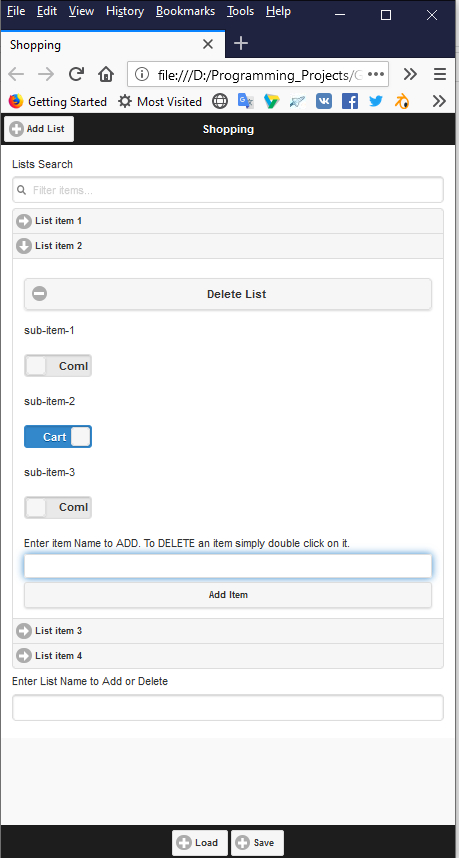 File Edit View History Bookmarks Tools Help
Shopping
file:///D:/Programming_Projects/G
Getting Started Most Visited
Add List Shopping
Lists Search
Filter items...
List item 1
List item 2
Delete List
sub-item-1
Coml
sub-item-2
Cart
sub-item-3
Coml
Enter item Name to ADD. To DELETE an item simply double click on it.
Add Item
List item 3
List item 4
Enter List Name to Add or Delete
Load Save